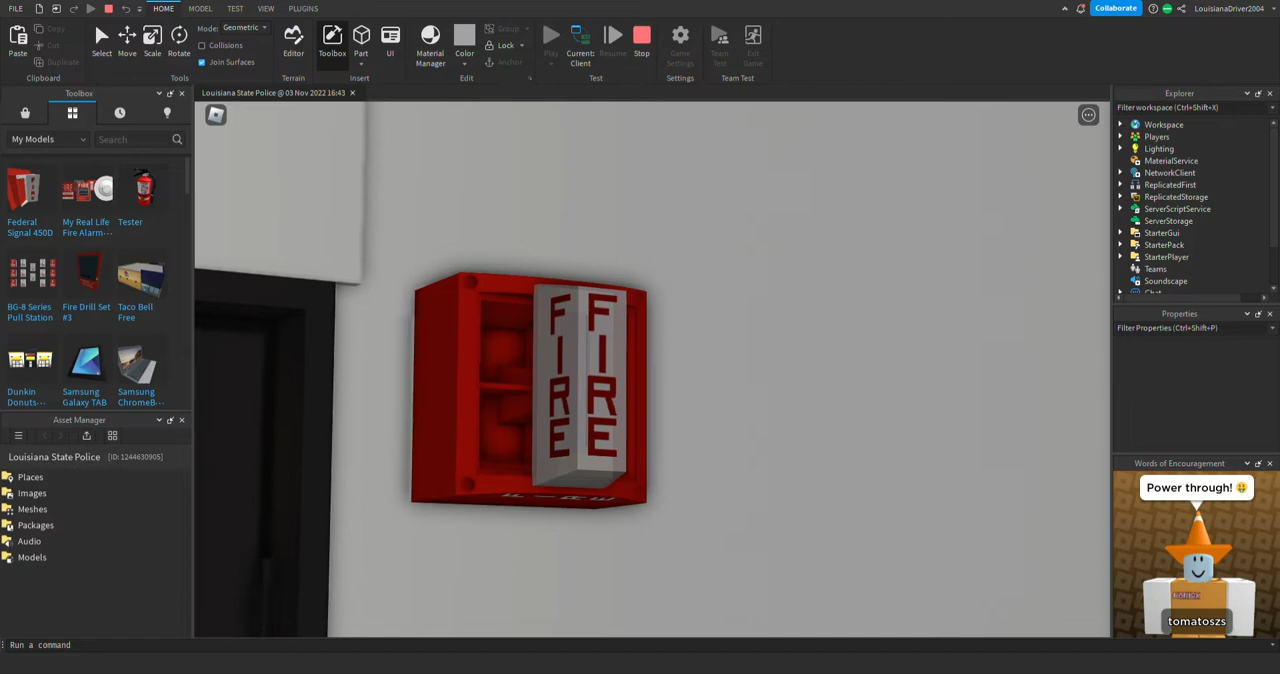 FILE
HOME
MODEL
TEST
VIEW
PLUGINS
Collaborate
LouisianaDriver2004
Paste
Copy
Cut
Duplicate
Clipboard
Select
Move
Scale
Rotate
Mode: Geometric
Collisions
Join Surfaces
Tools
Editor
Terrain
Toolbox
Part
UI
Insert
Material
Manager
Color
Group
Lock
Anchor
Edit
Play
Current:
Client
Resume
Stop
Test
Game
Settings
Settings
Team
Test
Exit
Game
Team Test
Toolbox
My Models
Search
Federal
Signal 450D
My Real Life
Fire Alarm...
Tester
BG-8 Series
Pull Station
Fire Drill Set
#3
Taco Bell
Free
Dunkin
Donuts...
Samsung
Galaxy TAB
Samsung
ChromeB...
Asset Manager
Louisiana State Police [ID: 1244630905]
Places
Images
Meshes
Packages
Audio
Models
Louisiana State Police @ 03 Nov 2022 16:43
FIRE
FIRE
FIRE
Explorer
Filter workspace (Ctrl+Shift+X)
Workspace
Players
Lighting
MaterialService
NetworkClient
ReplicatedFirst
ReplicatedStorage
ServerScriptService
ServerStorage
StarterGui
StarterPack
StarterPlayer
Teams
Soundscape
Chat
Properties
Filter Properties (Ctrl+Shift+P)
Words of Encouragement
Power through! 😃
tomatoszs
Run a command